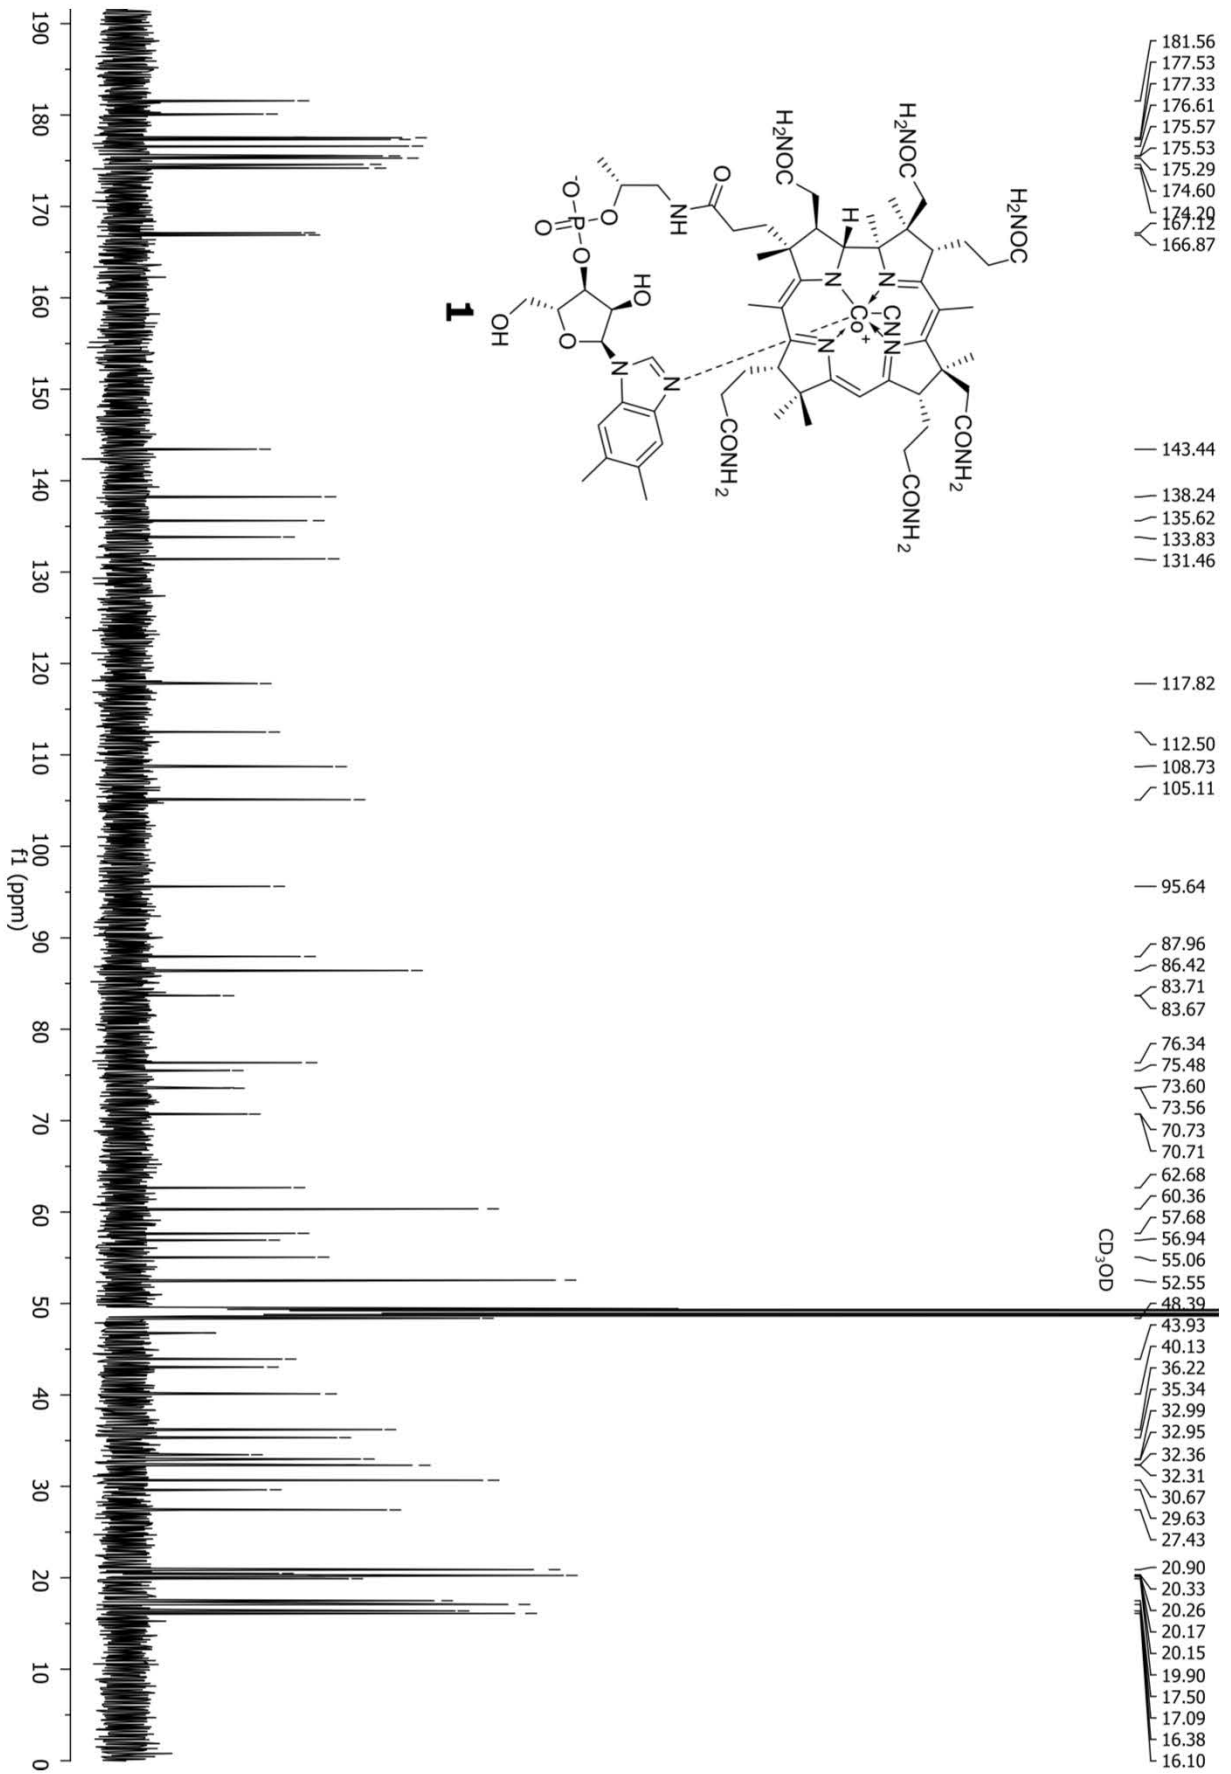 181.56
177.53
177.33
176.61
175.57
175.53
175.29
174.60
174.20
167.12
166.87
143.44
138.24
135.62
133.83
131.46
117.82
112.50
108.73
105.11
95.64
87.96
86.42
83.71
83.67
76.34
75.48
73.60
73.56
70.73
70.71
62.68
60.36
57.68
56.94
55.06
52.55
48.39
43.93
40.13
36.22
35.34
32.99
32.95
32.36
32.31
30.67
29.63
27.43
20.90
20.33
20.26
20.17
20.15
19.90
17.50
17.09
16.38
16.10
CD3OD
H2NOC
H2NOC
H2NOC
H
N
N
Co+
CN
N
N
CONH2
CONH2
CONH2
O
NH
O
-O
P
O
O
HO
O
OH
N
N
1
190 180 170 160 150 140 130 120 110 100 90 80 70 60 50 40 30 20 10 0
f1 (ppm)